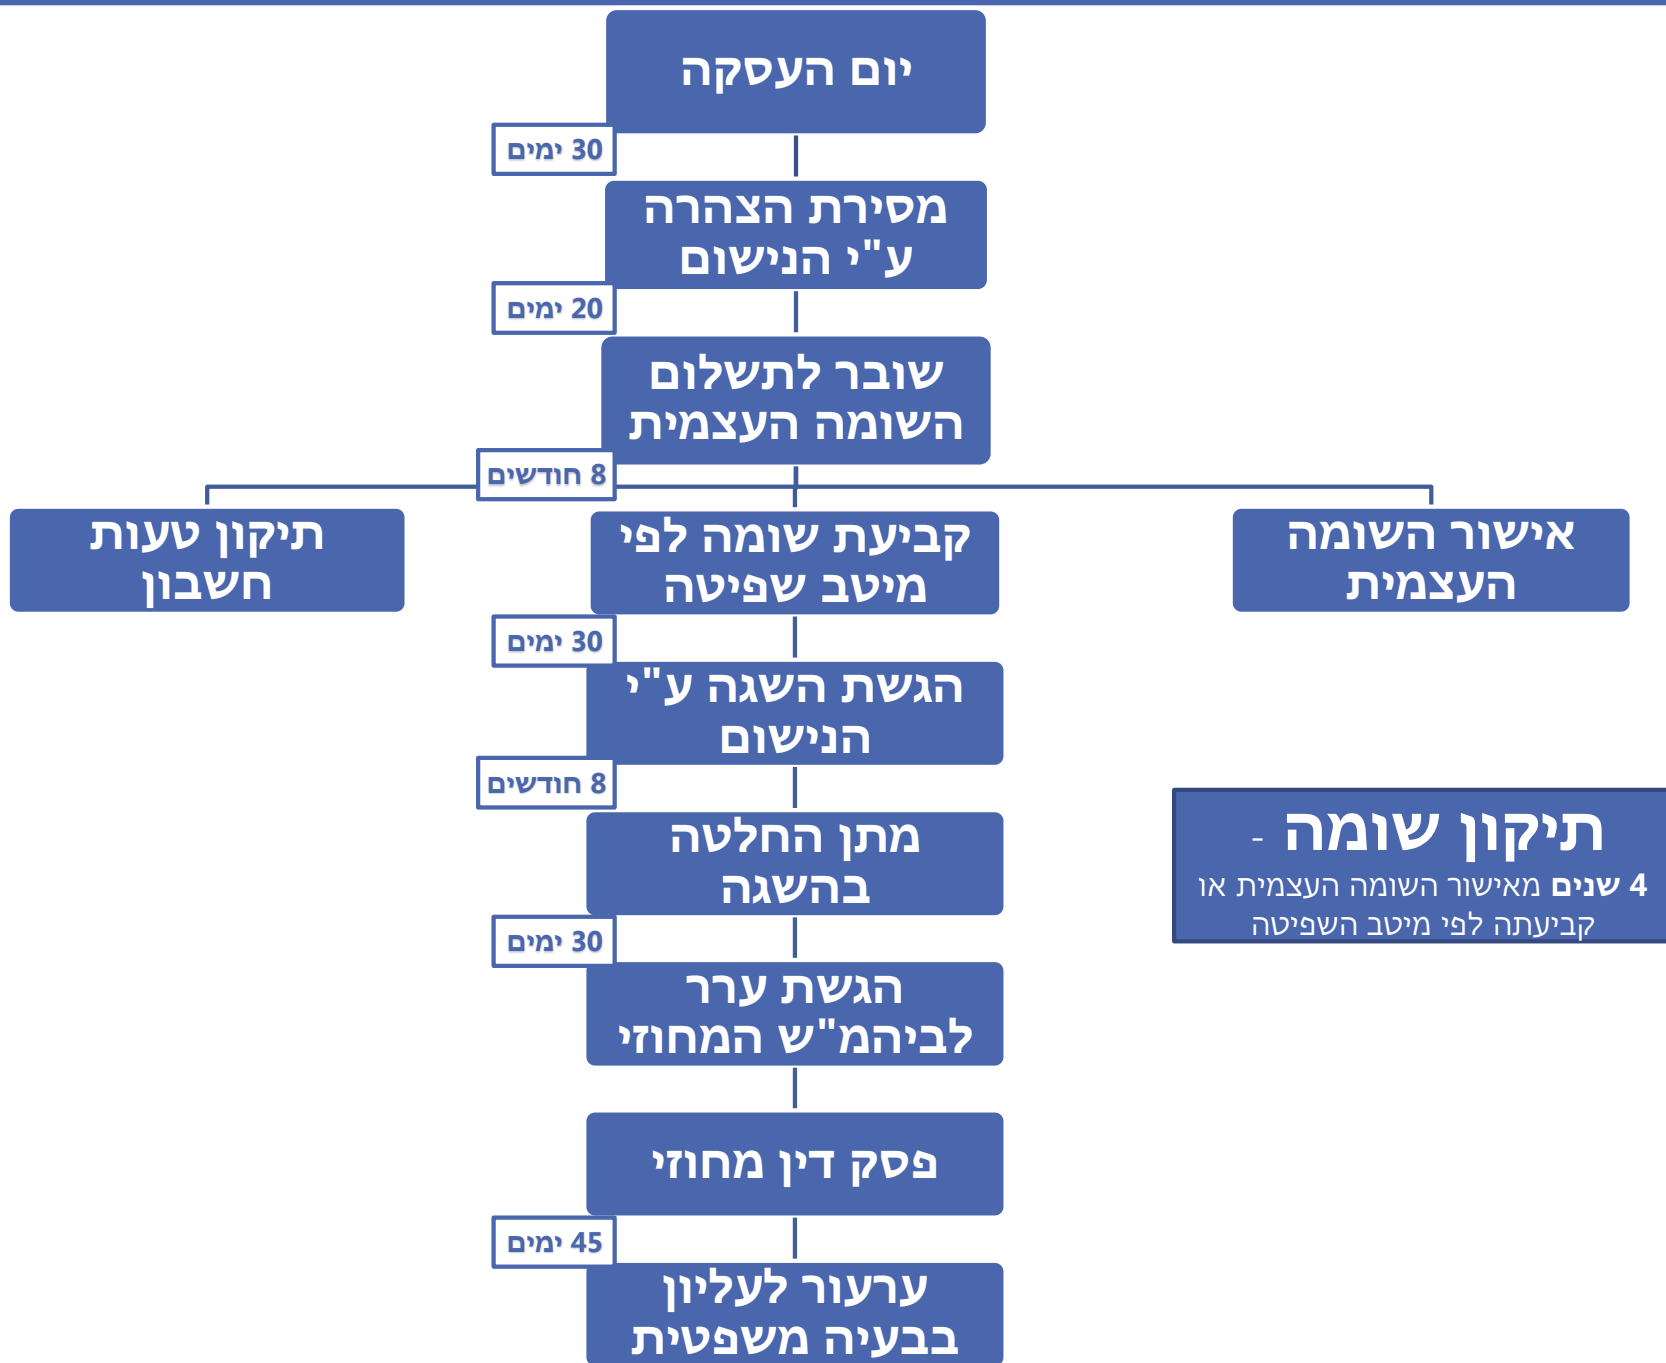 יום העסקה
30 ימים
מסירת הצהרה
ע"י הנישום
20 ימים
שובר לתשלום
השומה העצמית
8 חודשים
אישור השומה
העצמית
קביעת שומה לפי
מיטב שפיטה
תיקון טעות
חשבון
30 ימים
הגשת השגה ע"י
הנישום
8 חודשים
מתן החלטה
בהשגה
תיקון שומה -
4 שנים מאישור השומה העצמית או
קביעתה לפי מיטב השפיטה
30 ימים
הגשת ערר
לביהמ"ש המחוזי
פסק דין מחוזי
45 ימים
ערעור לעליון
בבעיה משפטית